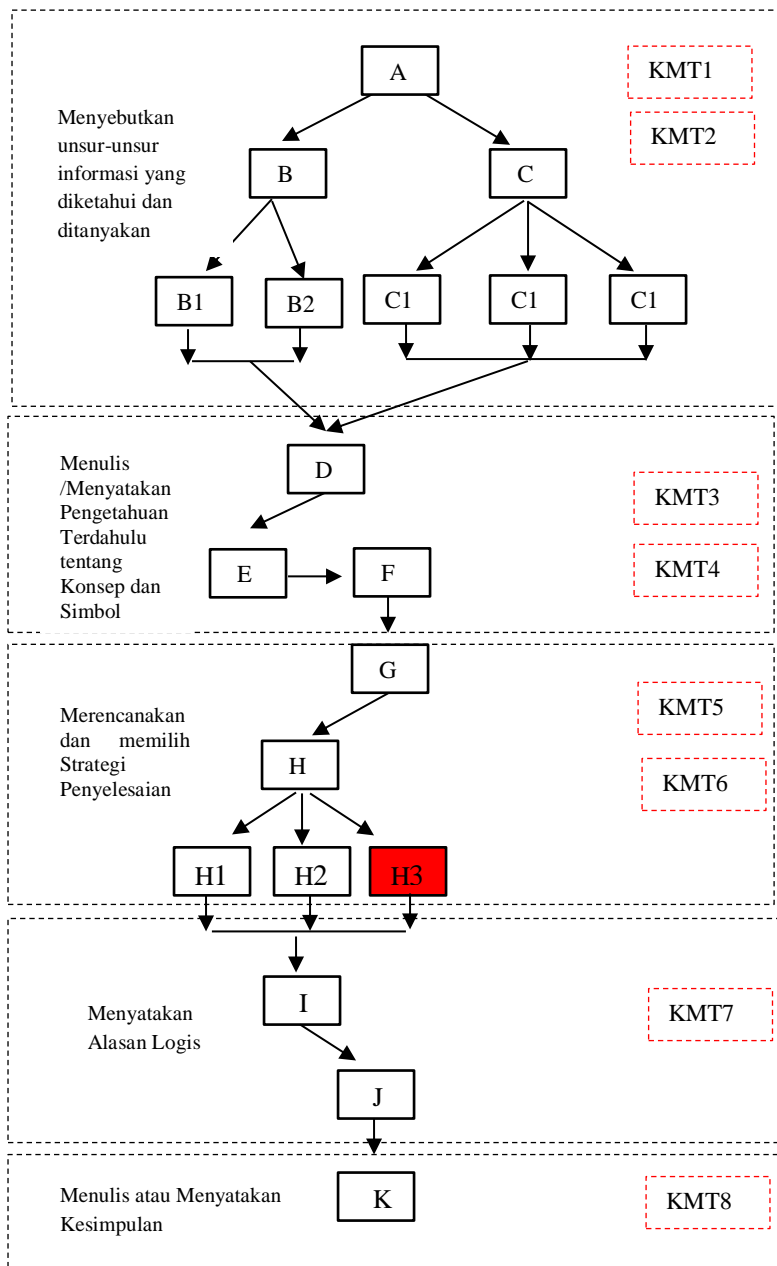 A
KMT1
KMT2
Menyebutkan
unsur-unsur
informasi yang
diketahui dan
ditanyakan
B
C
B1
B2
C1
C1
C1
Menulis
/Menyatakan
Pengetahuan
Terdahulu
tentang
Konsep dan
Simbol
D
KMT3
E
F
KMT4
G
KMT5
Merencanakan
dan memilih
Strategi
Penyelesaian
H
KMT6
H1
H2
H3
I
KMT7
Menyatakan
Alasan Logis
J
Menulis atau Menyatakan
Kesimpulan
K
KMT8